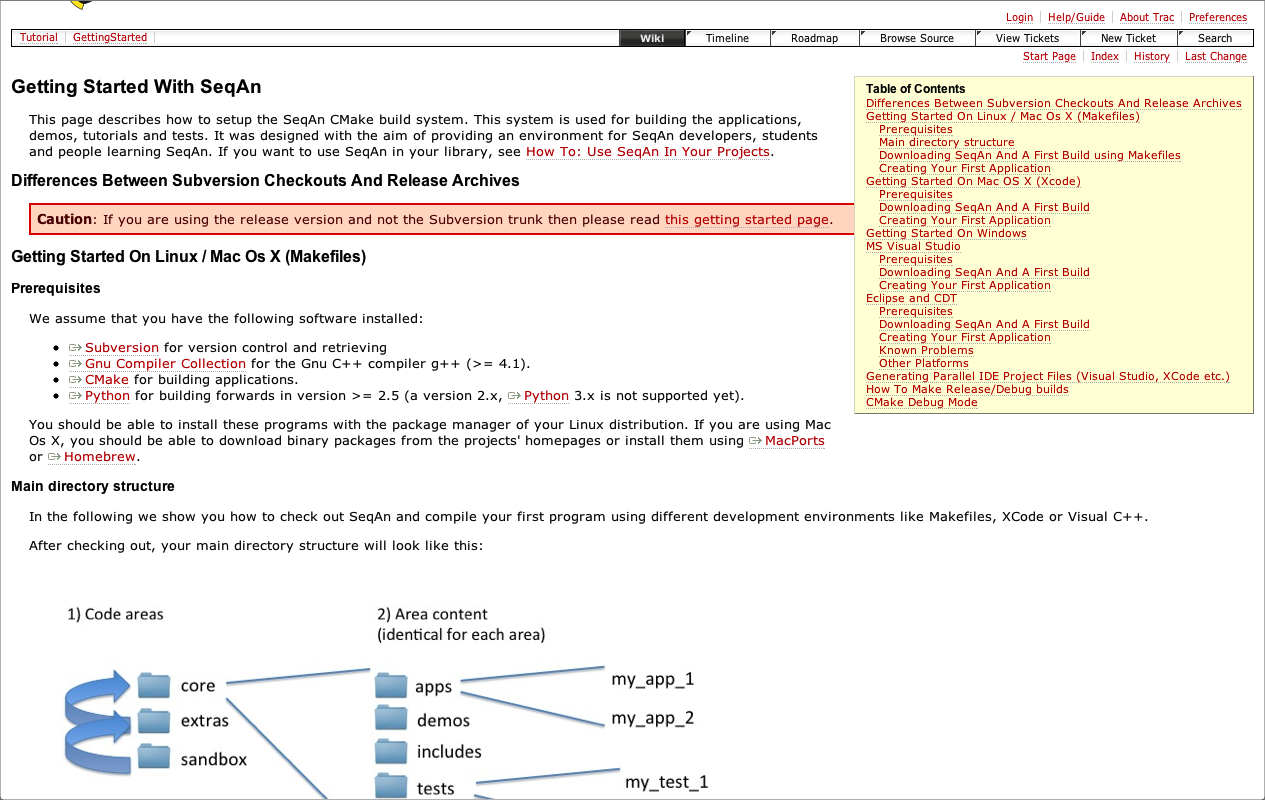 Login Help/Guide About Trac Preferences
Tutorial GettingStarted Wiki Timeline Roadmap Browse Source View Tickets New Ticket Search
Start Page Index History Last Change
Getting Started With SeqAn
This page describes how to setup the SeqAn CMake build system. This system is used for building the applications,
demos, tutorials and tests. It was designed with the aim of providing an environment for SeqAn developers, students
and people learning SeqAn. If you want to use SeqAn in your library, see How To: Use SeqAn In Your Projects.
Differences Between Subversion Checkouts And Release Archives
Caution: If you are using the release version and not the Subversion trunk then please read this getting started page.
Getting Started On Linux / Mac Os X (Makefiles)
Prerequisites
We assume that you have the following software installed:
Subversion for version control and retrieving
Gnu Compiler Collection for the Gnu C++ compiler g++ (>= 4.1).
CMake for building applications.
Python for building forwards in version >= 2.5 (a version 2.x, Python 3.x is not supported yet).
You should be able to install these programs with the package manager of your Linux distribution. If you are using Mac
Os X, you should be able to download binary packages from the projects' homepages or install them using MacPorts
or Homebrew.
Table of Contents
Differences Between Subversion Checkouts And Release Archives
Getting Started On Linux / Mac Os X (Makefiles)
Prerequisites
Main directory structure
Downloading SeqAn And A First Build using Makefiles
Creating Your First Application
Getting Started On Mac OS X (Xcode)
Prerequisites
Downloading SeqAn And A First Build
Creating Your First Application
Getting Started On Windows
MS Visual Studio
Prerequisites
Downloading SeqAn And A First Build
Creating Your First Application
Eclipse and CDT
Prerequisites
Downloading SeqAn And A First Build
Creating Your First Application
Known Problems
Other Platforms
Generating Parallel IDE Project Files (Visual Studio, XCode etc.)
How To Make Release/Debug builds
CMake Debug Mode
Main directory structure
In the following we show you how to check out SeqAn and compile your first program using different development environments like Makefiles, XCode or Visual C++.
After checking out, your main directory structure will look like this:
1) Code areas
core
extras
sandbox
2) Area content
(identical for each area)
apps
demos
includes
tests
my_app_1
my_app_2
my_test_1